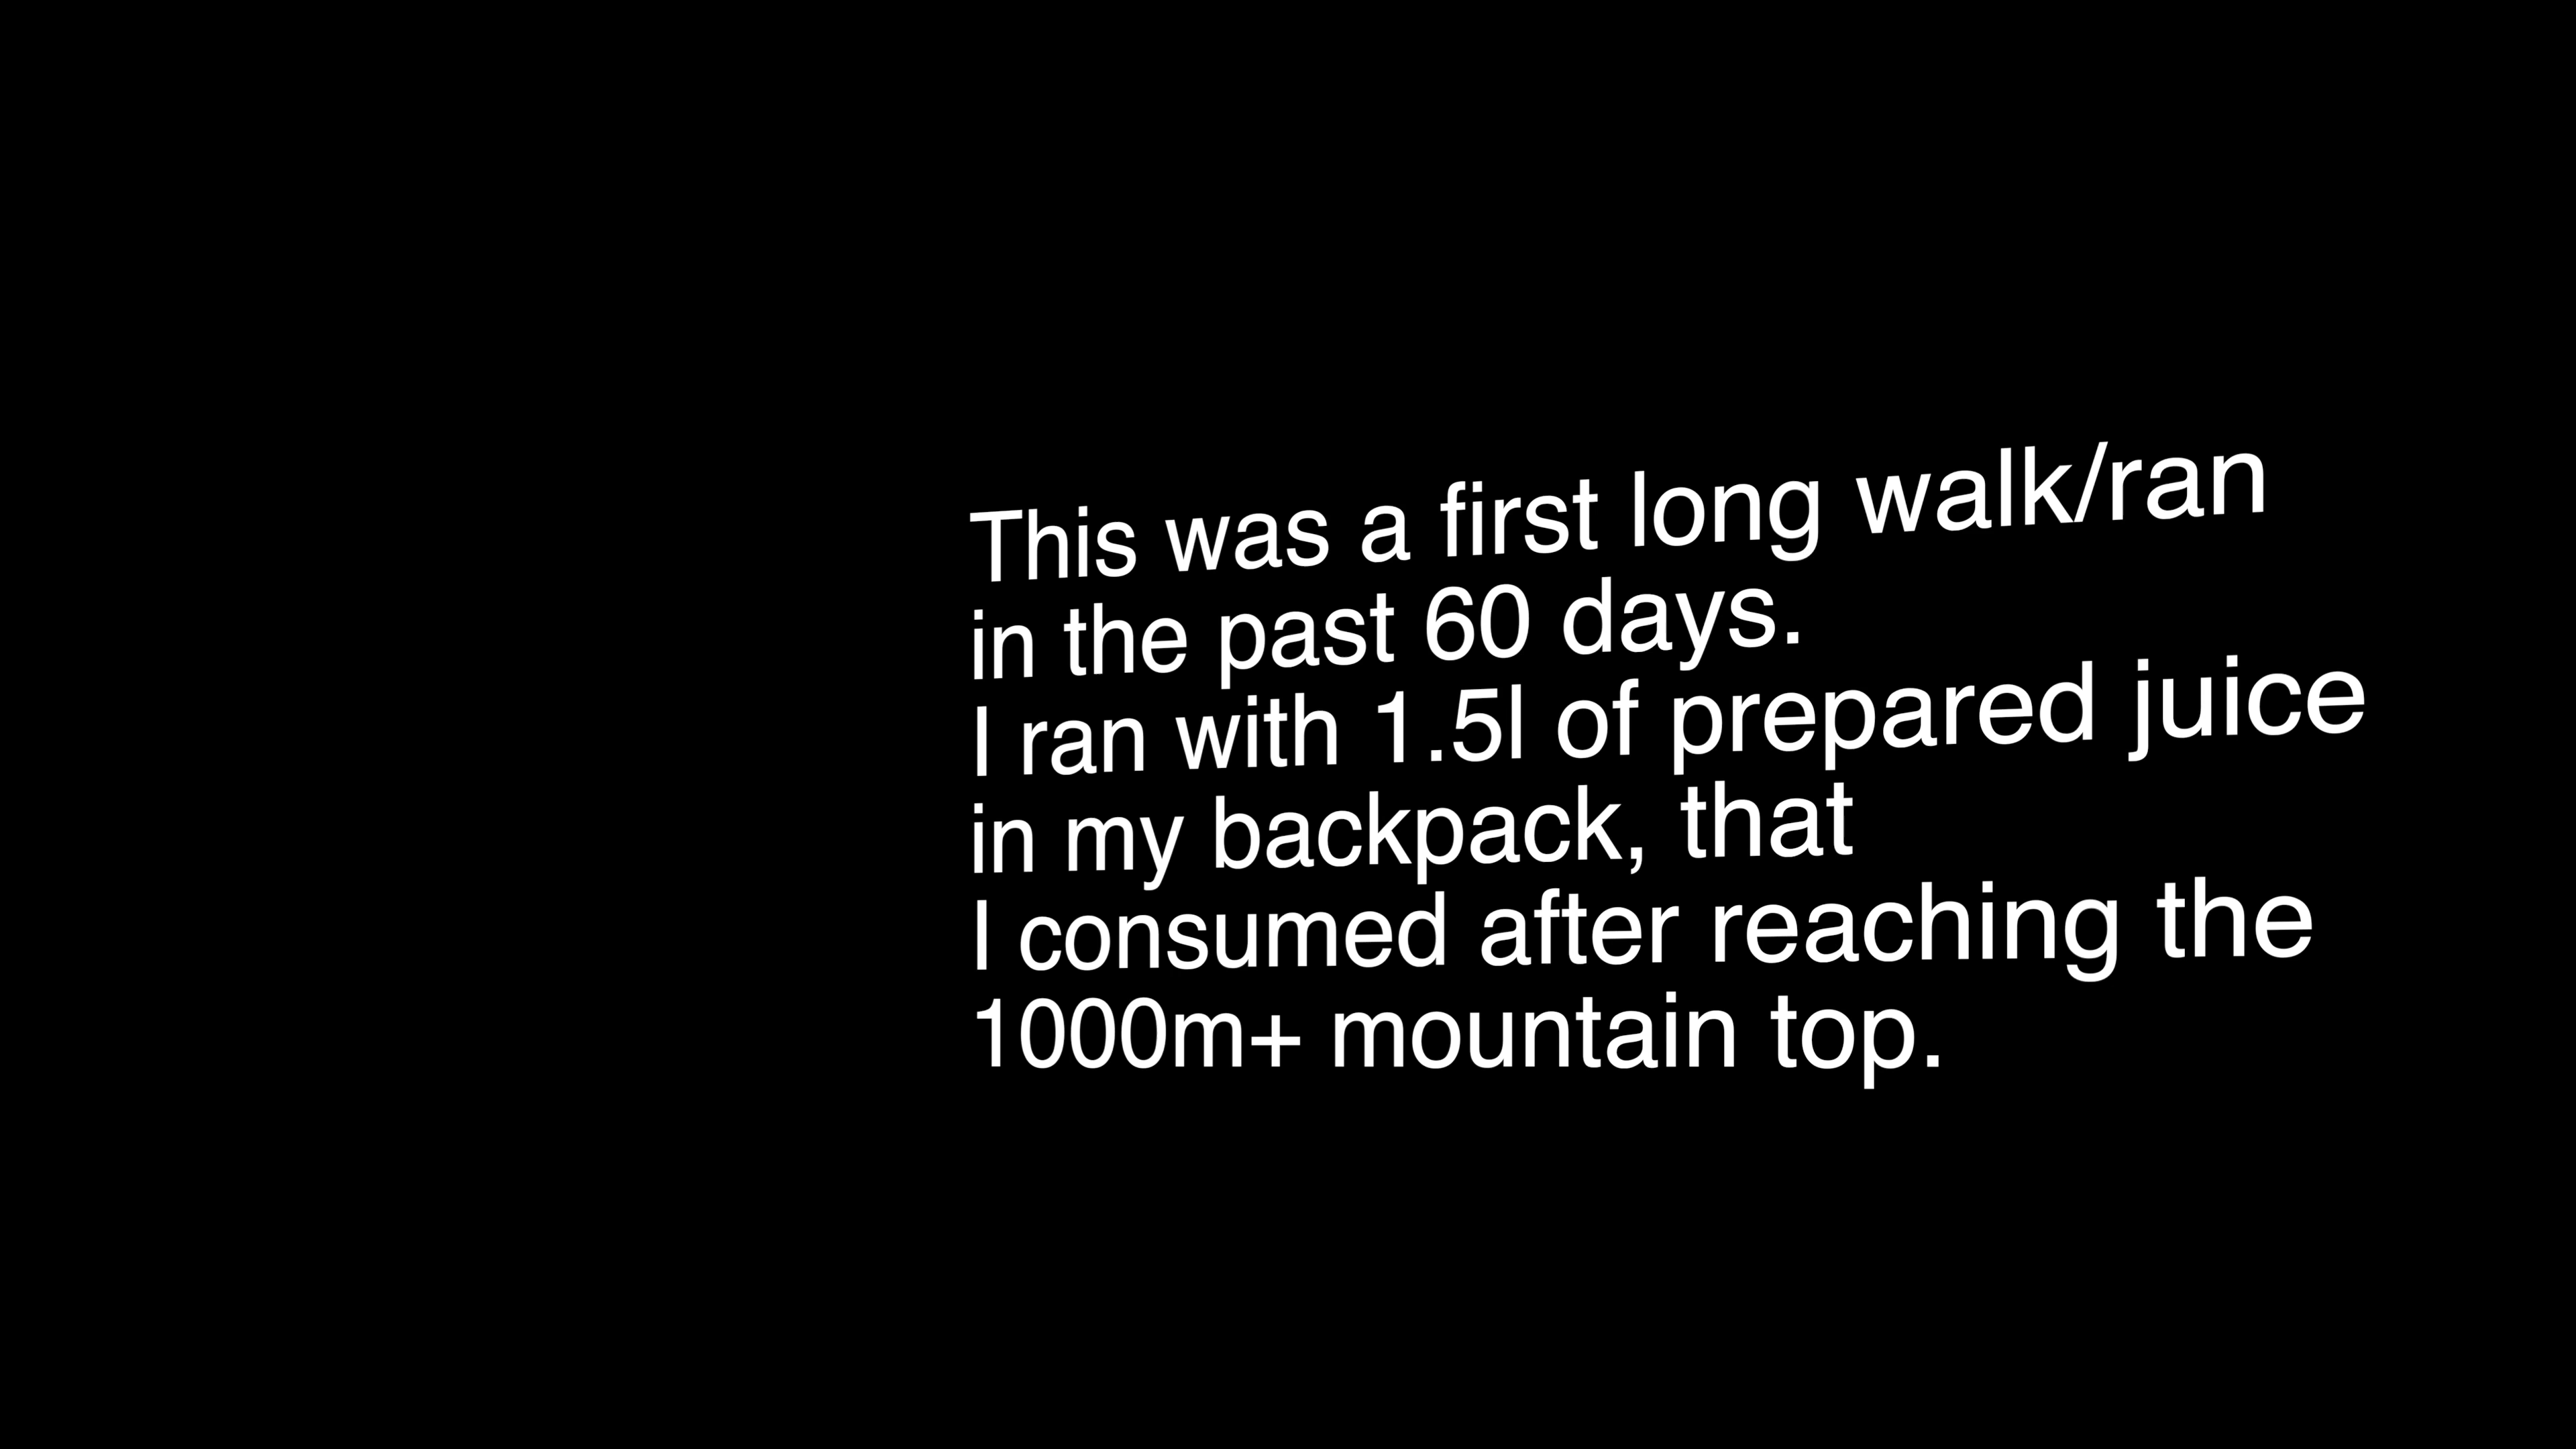 This was a first long walk/ran
in the past 60 days.
I ran with 1.5l of prepared juice
in my backpack, that
I consumed after reaching the
1000m+ mountain top.